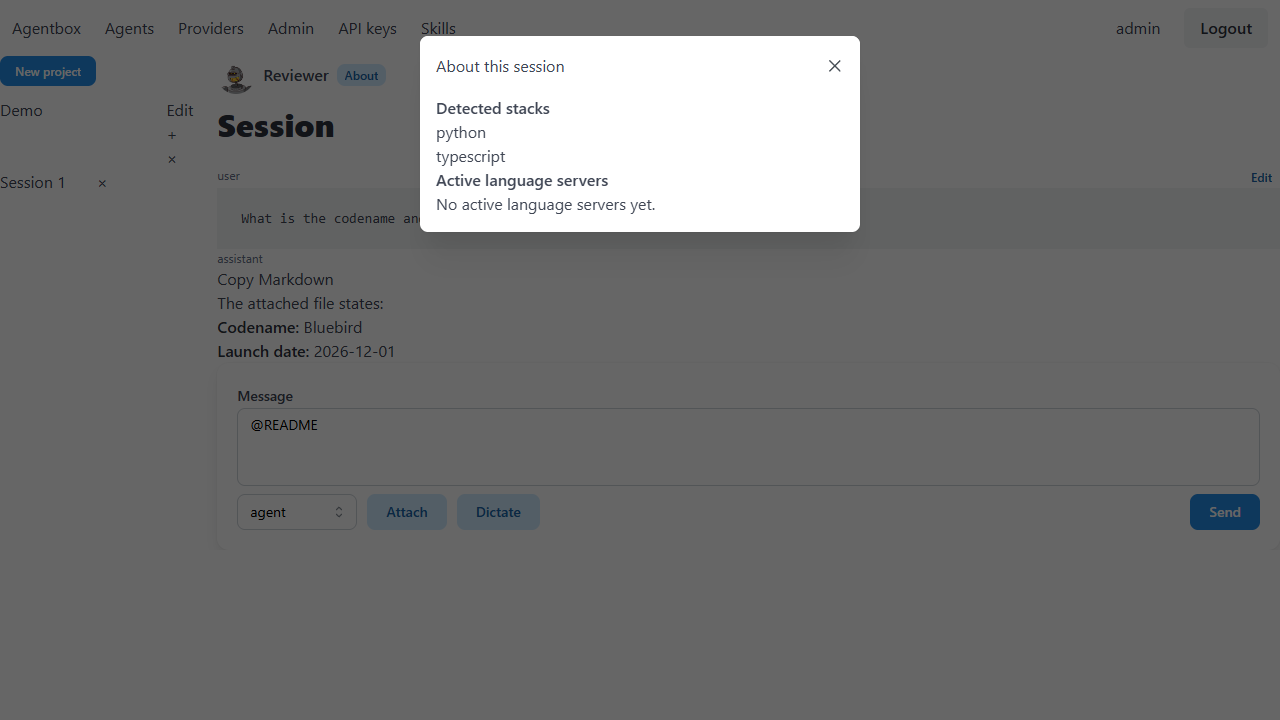 Agentbox Agents Providers Admin API keys Skills admin Logout
New project
Demo Edit
+
×
Session 1 ×
Reviewer About
Session
user Edit
What is the codename an
assistant
Copy Markdown
The attached file states:
Codename: Bluebird
Launch date: 2026-12-01
Message
@README
agent Attach Dictate Send
About this session
Detected stacks
python
typescript
Active language servers
No active language servers yet.